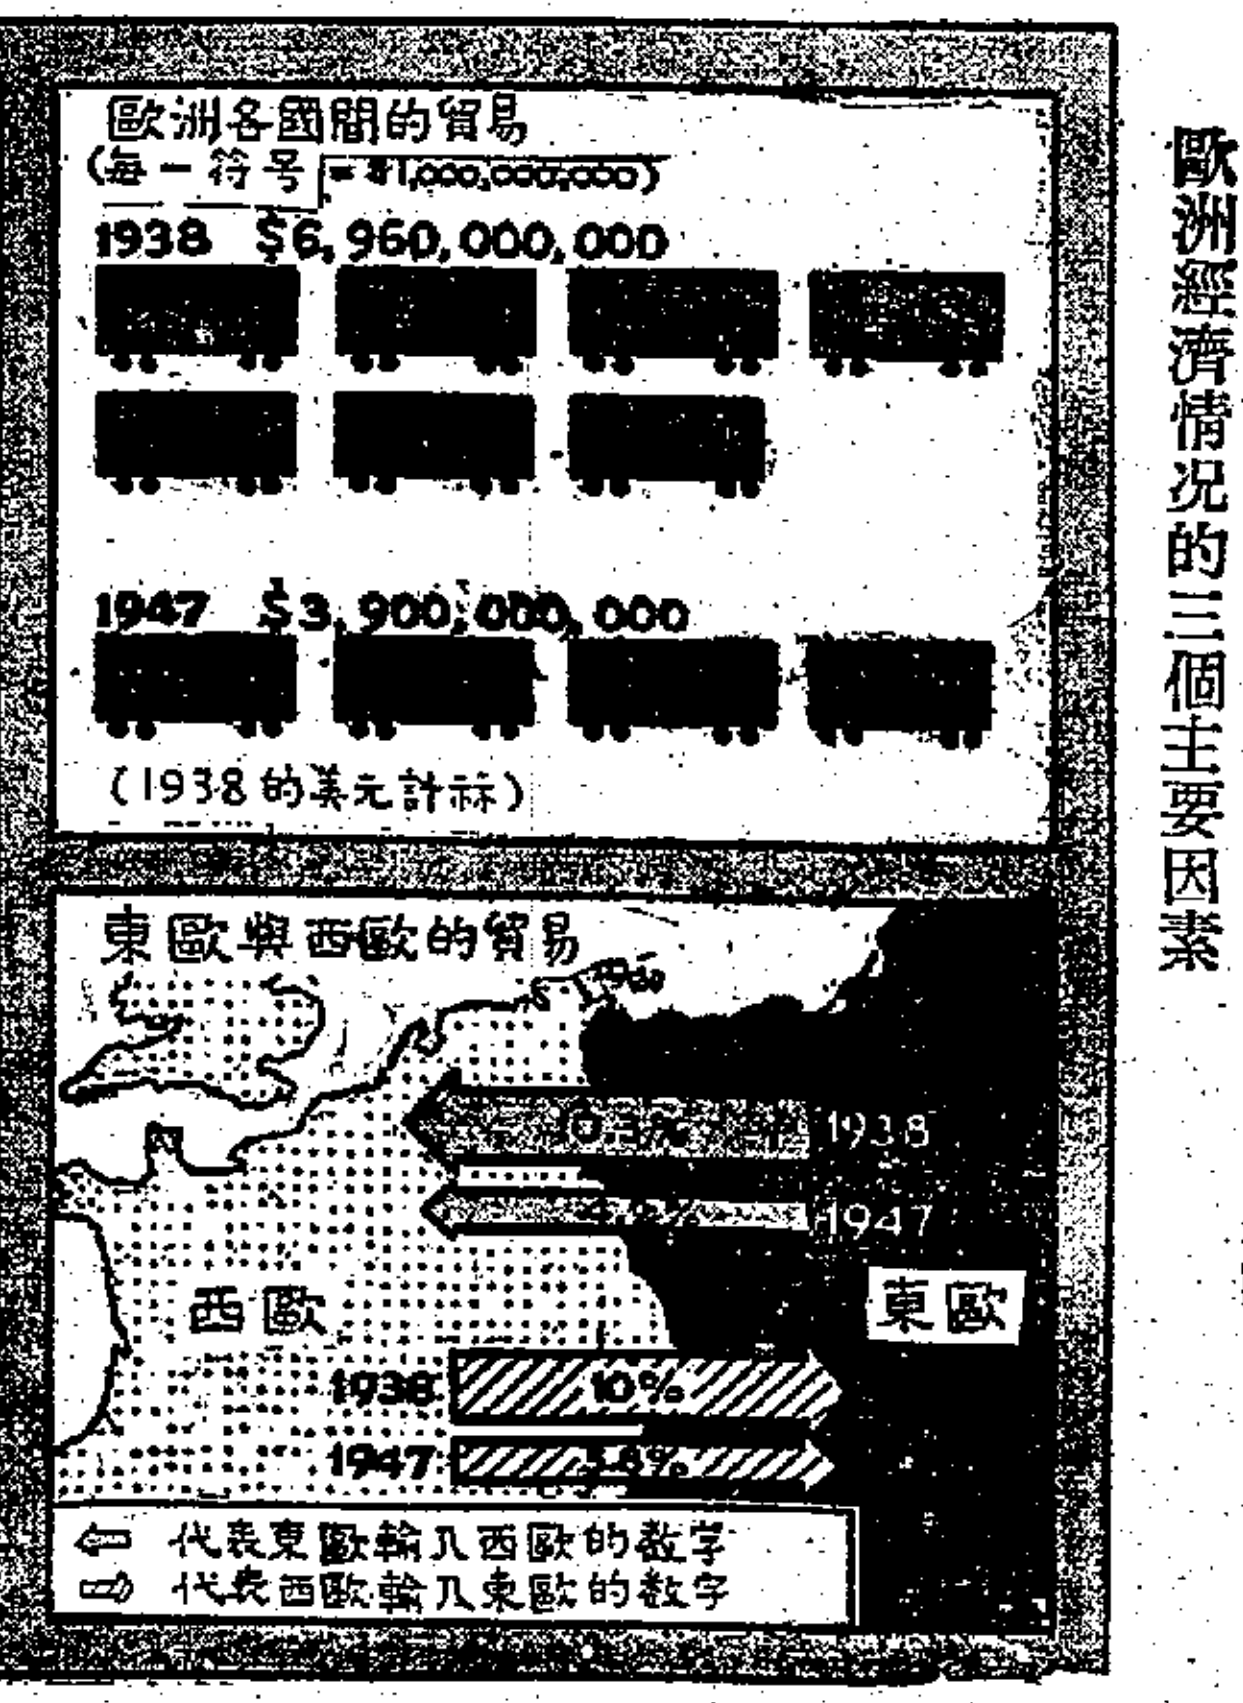 歐洲經濟情況的三個主要因素
歐洲各國間的貿易
(每一符号=$1,000,000,000)
1938 $6,960,000,000
1947 $3,900,000,000
(1938的美元計祘)
東歐與西歐的貿易
1938
1947
西歐
東歐
1938 10%
1947
代表東歐輸入西歐的数字
代表西歐輸入東歐的数字